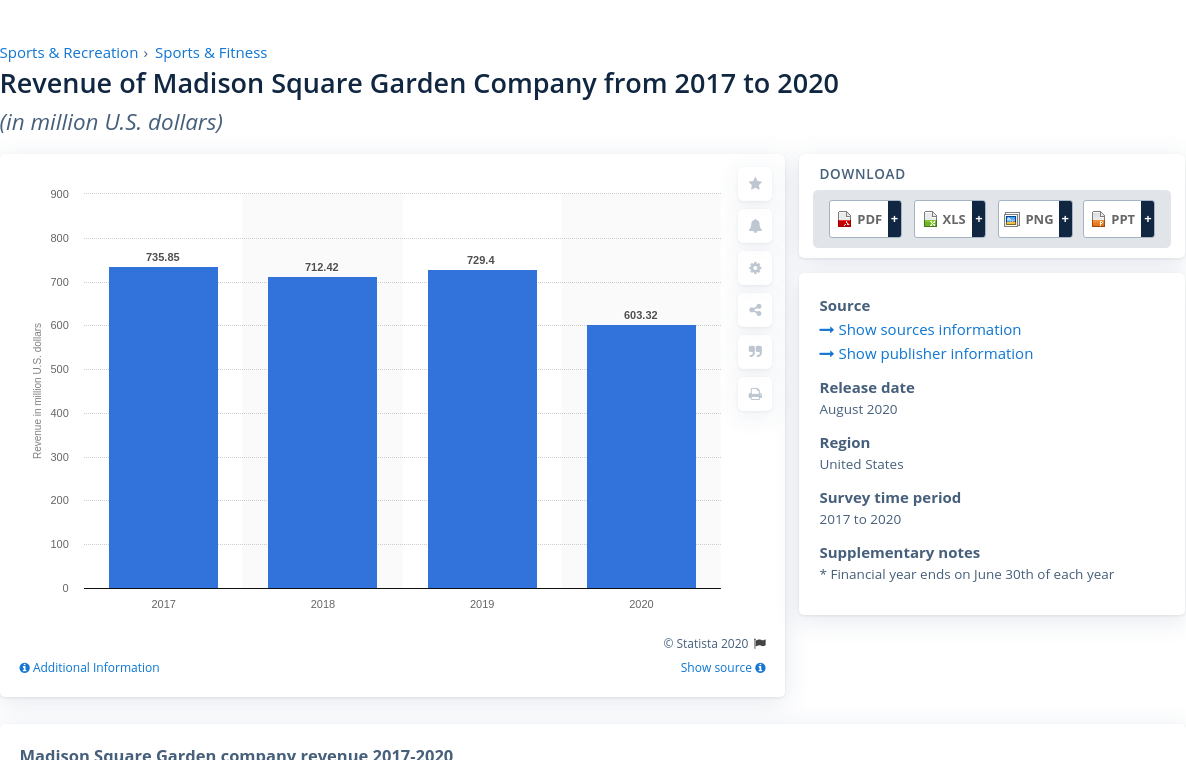 Sports & Recreation › Sports & Fitness
Revenue of Madison Square Garden Company from 2017 to 2020
(in million U.S. dollars)
900
800
700
600
500
400
300
200
100
0
Revenue in million U.S. dollars
735.85
712.42
729.4
603.32
2017
2018
2019
2020
© Statista 2020
Additional Information
Show source
DOWNLOAD
PDF + XLS + PNG + PPT +
Source
Show sources information
Show publisher information
Release date
August 2020
Region
United States
Survey time period
2017 to 2020
Supplementary notes
* Financial year ends on June 30th of each year
Madison Square Garden company revenue 2017-2020